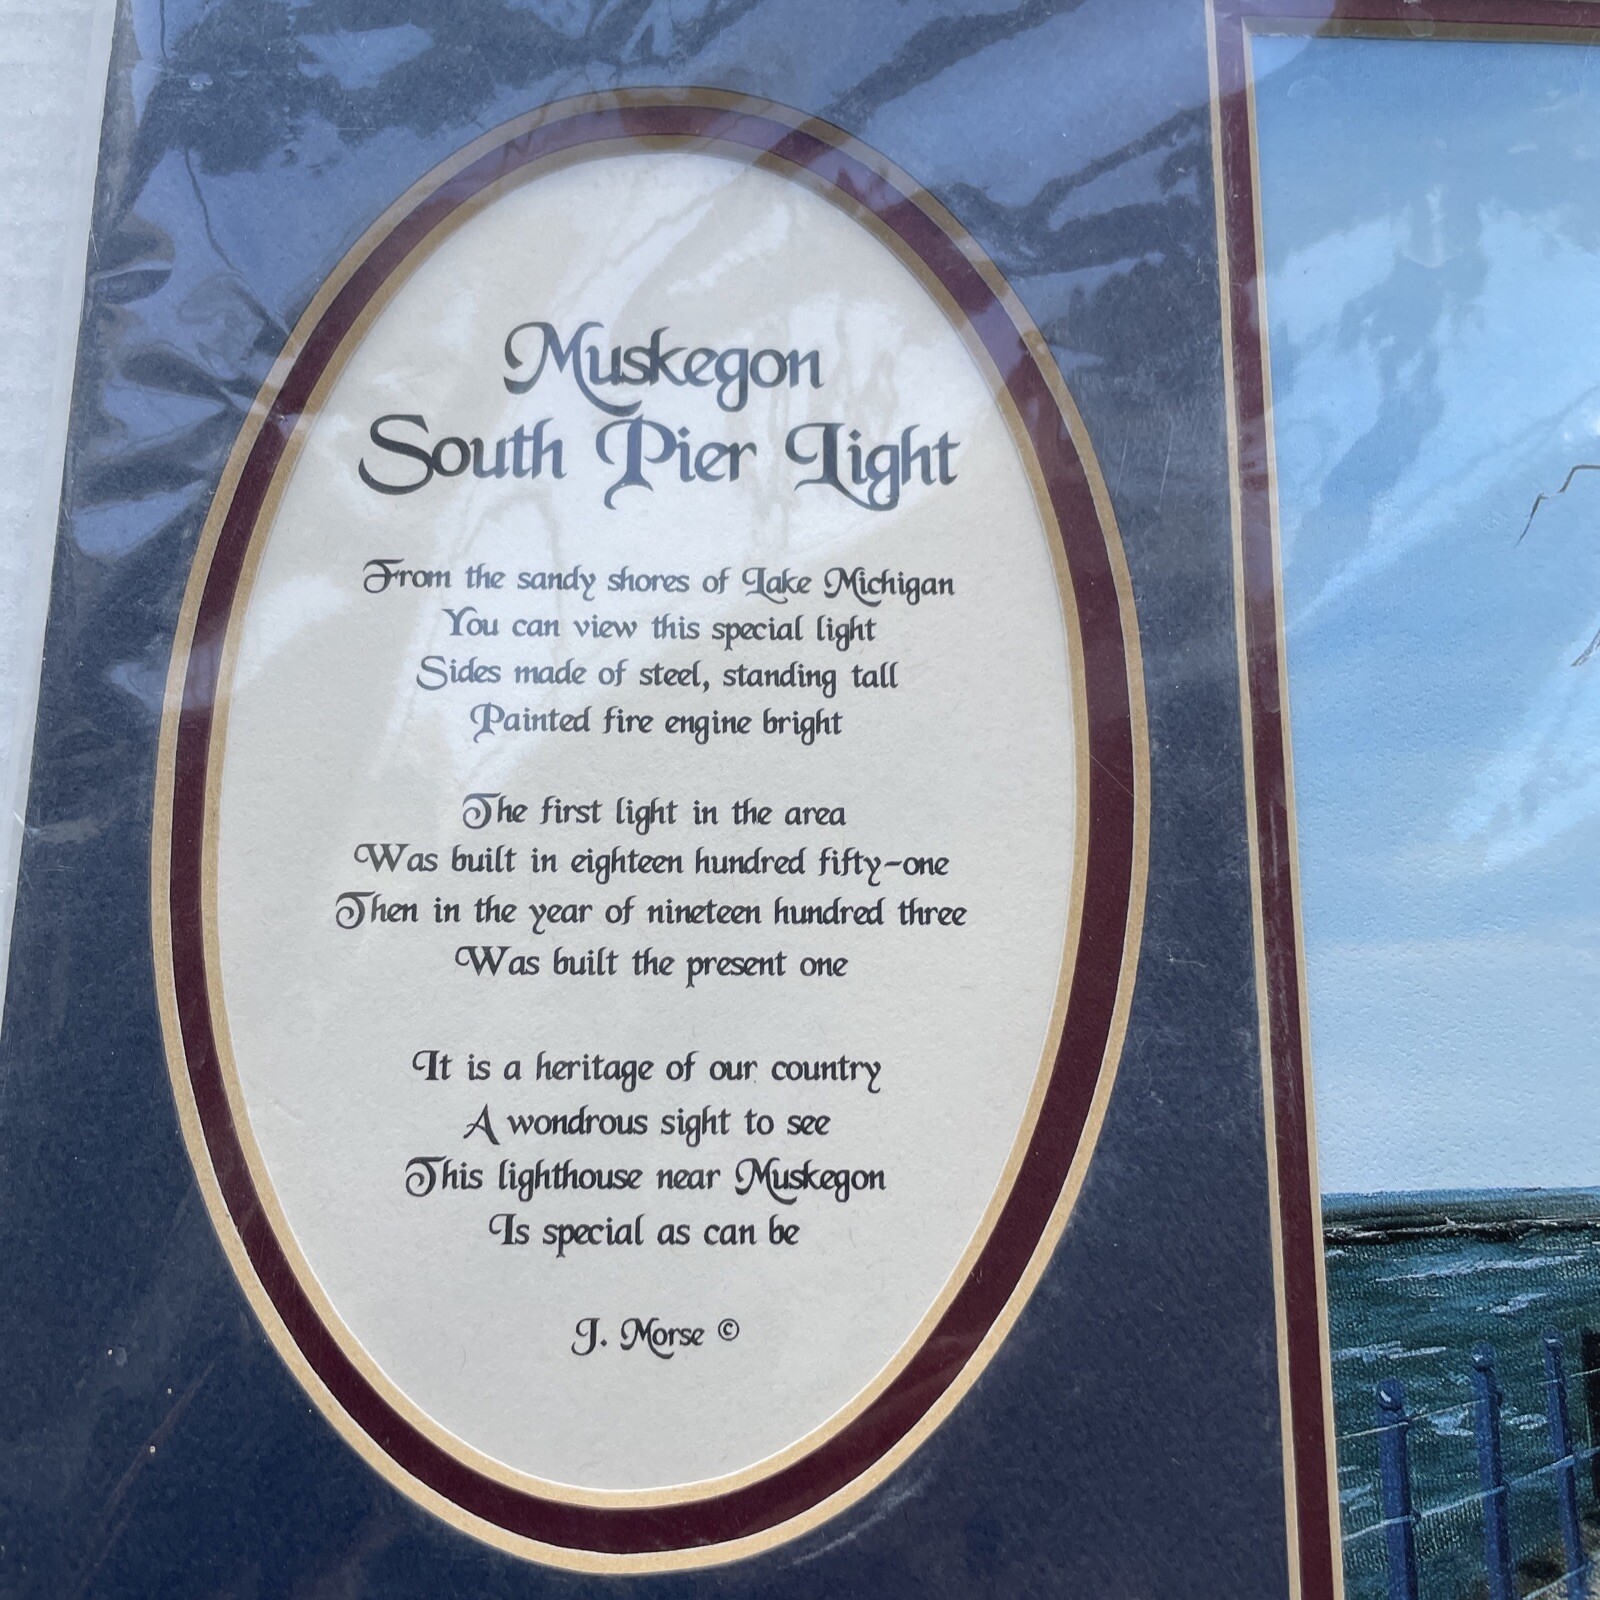 Muskegon
South Pier Light
From the sandy shores of Lake Michigan
You can view this special light
Sides made of steel, standing tall
Painted fire engine bright
The first light in the area
Was built in eighteen hundred fifty-one
Then in the year of nineteen hundred three
Was built the present one
It is a heritage of our country
A wondrous sight to see
This lighthouse near Muskegon
Is special as can be
J. Morse ©